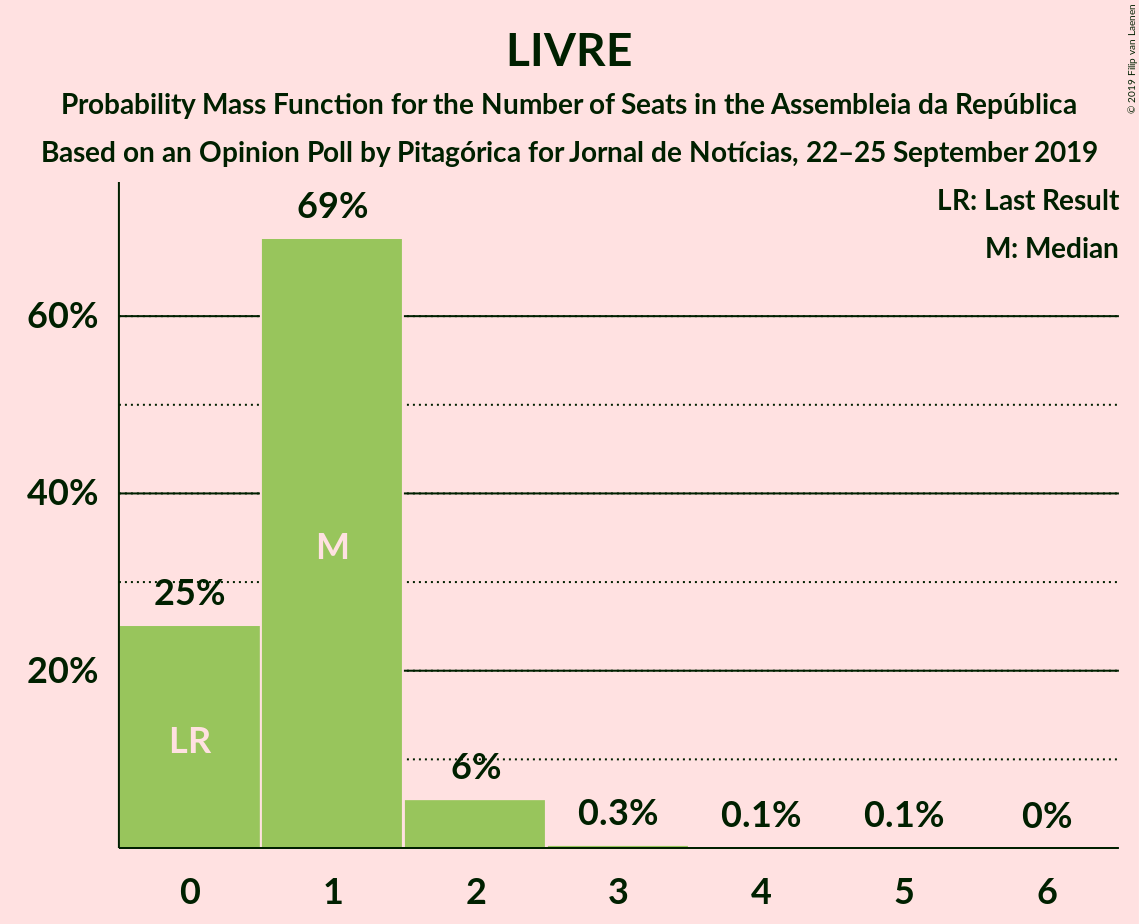 LIVRE
Probability Mass Function for the Number of Seats in the Assembleia da República
Based on an Opinion Poll by Pitagórica for Jornal de Notícias, 22–25 September 2019
© 2019 Filip van Laenen
LR: Last Result
M: Median
69%
60%
40%
20%
25%
M
LR
6%
0.3%
0.1%
0.1%
0%
0
1
2
3
4
5
6